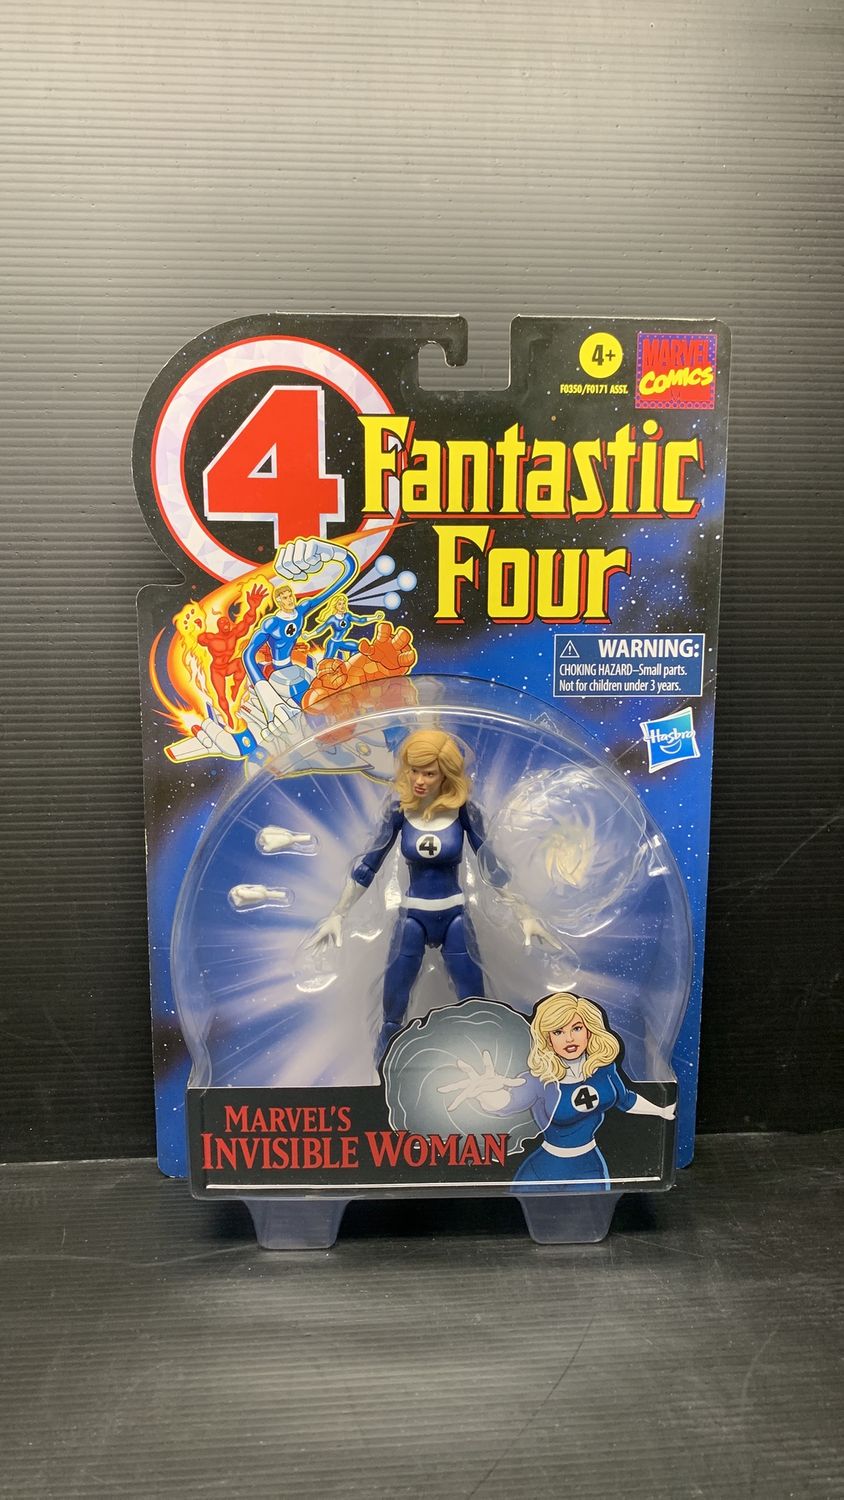 4+
F0350/F0171 ASST.
MARVEL
COMICS
4
Fantastic
Four
4
WARNING:
CHOKING HAZARD–Small parts.
Not for children under 3 years.
Hasbro
4
4
MARVEL'S
INVISIBLE WOMAN